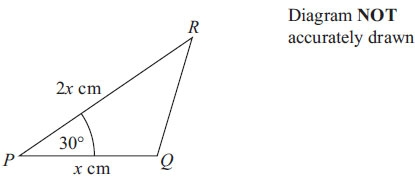 Diagram NOT
accurately drawn
R
2x cm
30°
P
x cm
Q